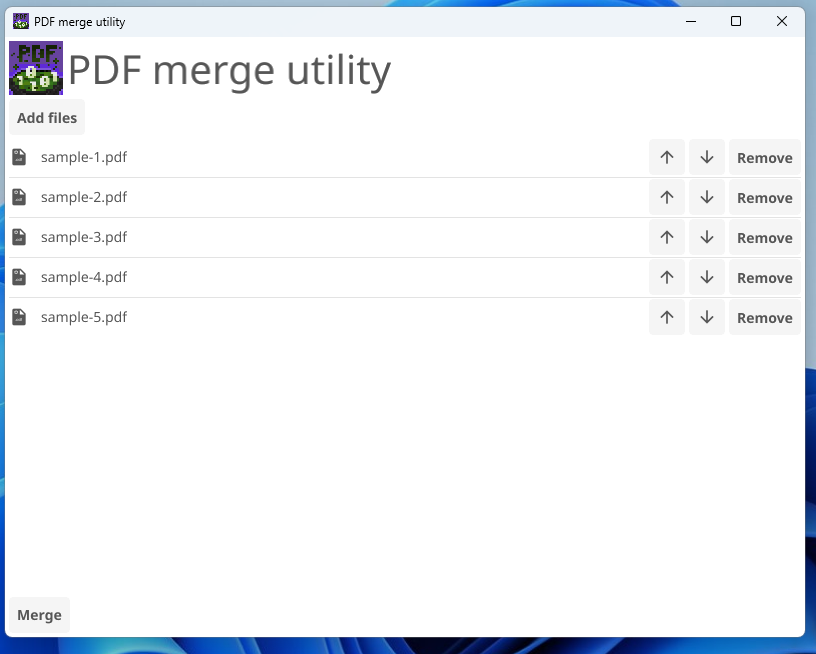 PDF merge utility
PDF
PDF merge utility
Add files
sample-1.pdf Remove
sample-2.pdf Remove
sample-3.pdf Remove
sample-4.pdf Remove
sample-5.pdf Remove
Merge